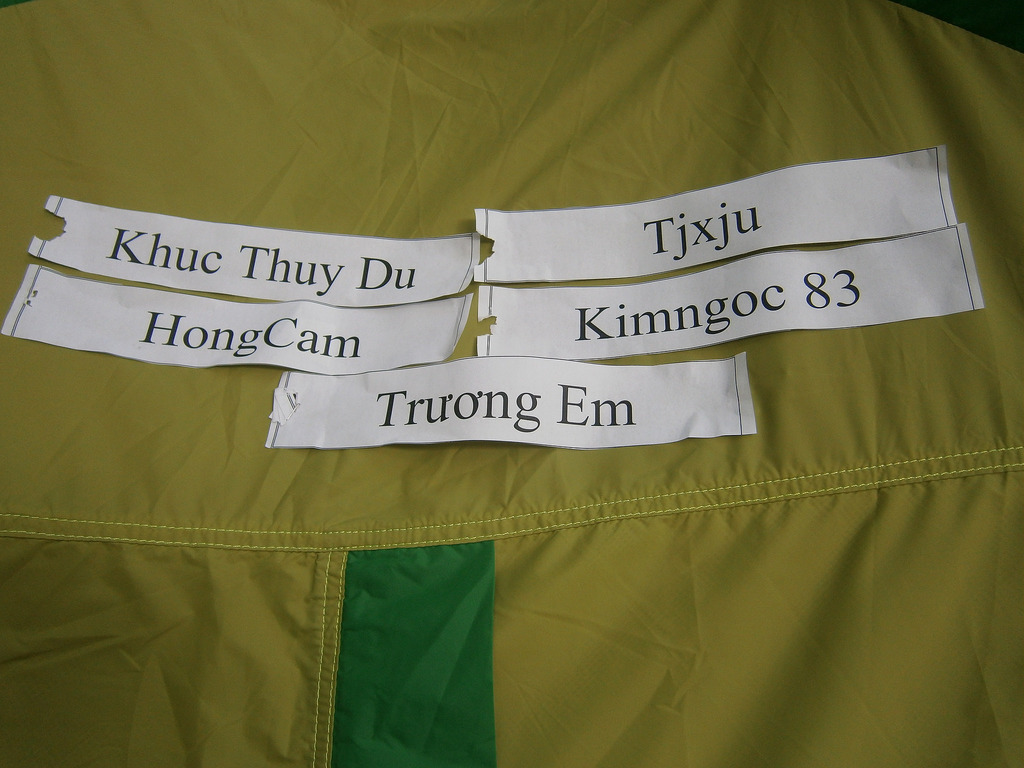 Khuc Thuy Du
Tjxju
HongCam
Kimngoc 83
Trương Em